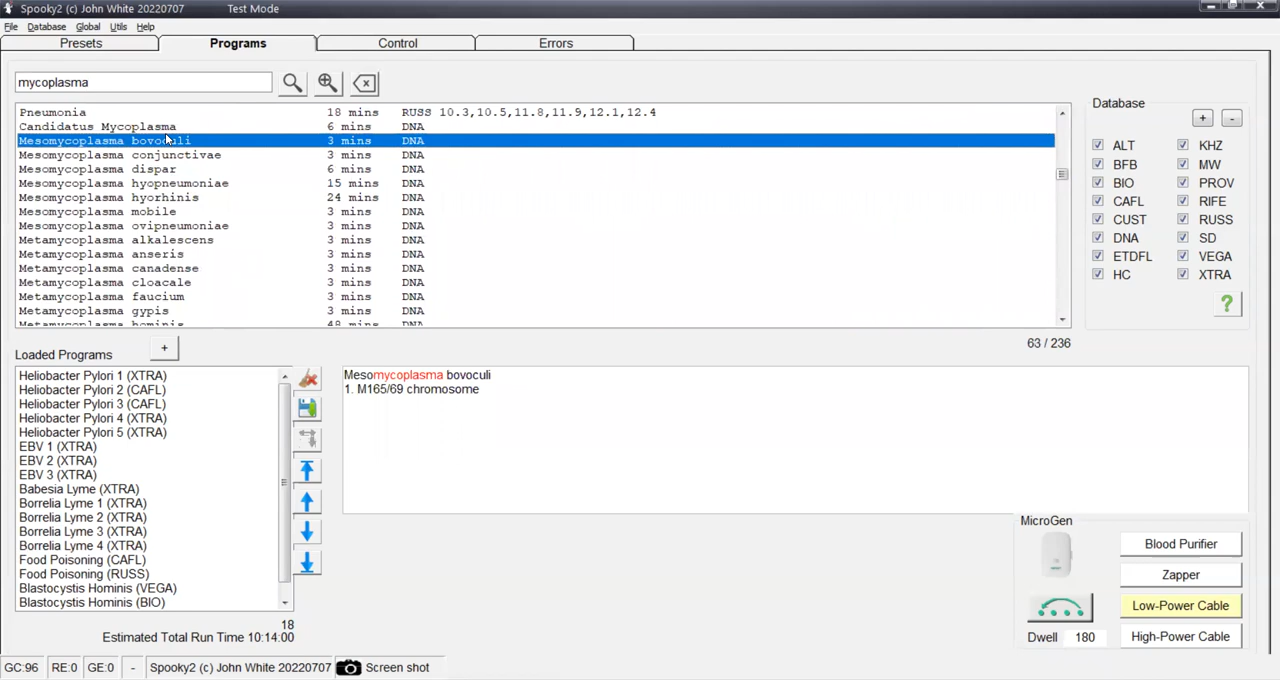 Spooky2 (c) John White 20220707 Test Mode
File Database Global Utils Help
Presets Programs Control Errors
mycoplasma
Pneumonia 18 mins RUSS 10.3,10.5,11.8,11.9,12.1,12.4
Candidatus Mycoplasma 6 mins DNA
Mesomycoplasma bovoculi 3 mins DNA
Mesomycoplasma conjunctivae 3 mins DNA
Mesomycoplasma dispar 6 mins DNA
Mesomycoplasma hyopneumoniae 15 mins DNA
Mesomycoplasma hyorhinis 24 mins DNA
Mesomycoplasma mobile 3 mins DNA
Mesomycoplasma ovipneumoniae 3 mins DNA
Metamycoplasma alkalescens 3 mins DNA
Metamycoplasma anseris 3 mins DNA
Metamycoplasma canadense 3 mins DNA
Metamycoplasma cloacale 3 mins DNA
Metamycoplasma faucium 3 mins DNA
Metamycoplasma gypis 3 mins DNA
Metamycoplasma hominis 48 mins DNA
Database
+ -
ALT KHZ
BFB MW
BIO PROV
CAFL RIFE
CUST RUSS
DNA SD
ETDFL VEGA
HC XTRA
?
63 / 236
Loaded Programs +
Heliobacter Pylori 1 (XTRA)
Heliobacter Pylori 2 (CAFL)
Heliobacter Pylori 3 (CAFL)
Heliobacter Pylori 4 (XTRA)
Heliobacter Pylori 5 (XTRA)
EBV 1 (XTRA)
EBV 2 (XTRA)
EBV 3 (XTRA)
Babesia Lyme (XTRA)
Borrelia Lyme 1 (XTRA)
Borrelia Lyme 2 (XTRA)
Borrelia Lyme 3 (XTRA)
Borrelia Lyme 4 (XTRA)
Food Poisoning (CAFL)
Food Poisoning (RUSS)
Blastocystis Hominis (VEGA)
Blastocystis Hominis (BIO)
18
Estimated Total Run Time 10:14:00
Mesomycoplasma bovoculi
1. M165/69 chromosome
MicroGen
Blood Purifier
Zapper
Low-Power Cable
High-Power Cable
Dwell 180
GC:96 RE:0 GE:0 - Spooky2 (c) John White 20220707 Screen shot